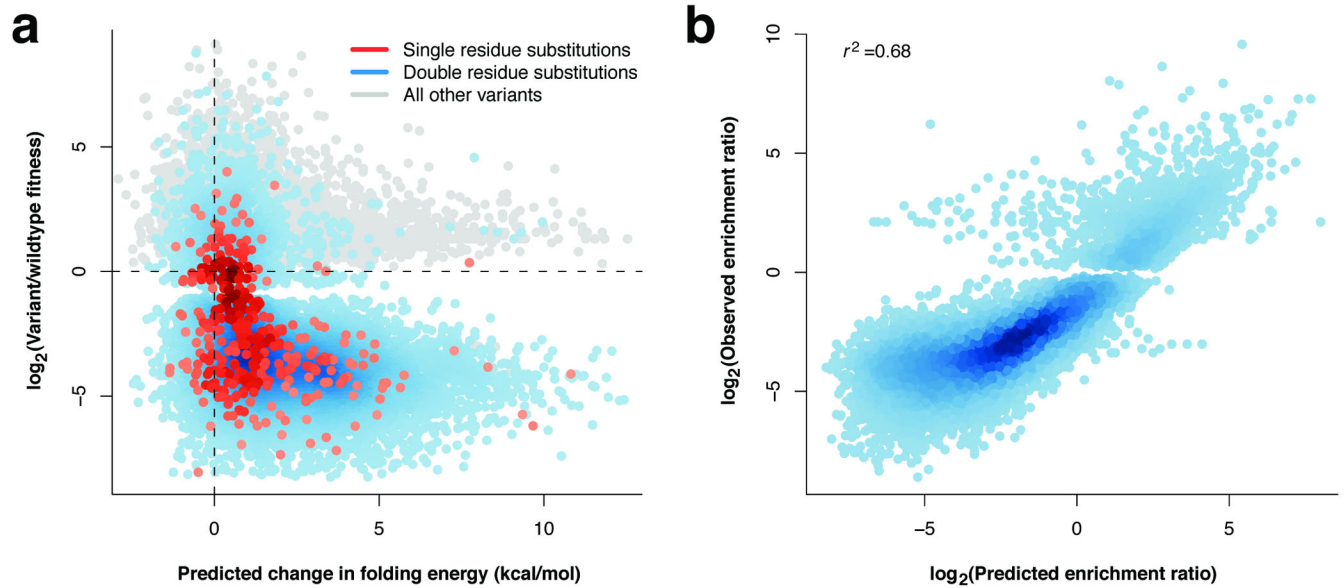 a
Single residue substitutions
Double residue substitutions
All other variants
log2(Variant/wildtype fitness)
5
0
−5
0
5
10
Predicted change in folding energy (kcal/mol)
b
r² =0.68
log2(Observed enrichment ratio)
10
5
0
−5
−5
0
5
log2(Predicted enrichment ratio)